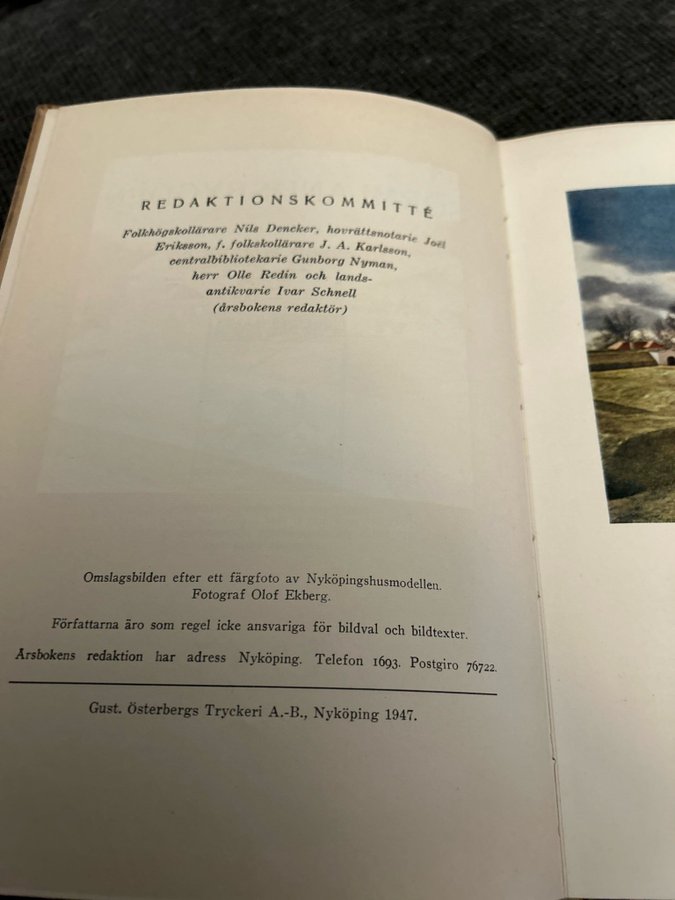 REDAKTIONSKOMMITTÉ
Folkhögskollärare Nils Dencker, hovrättsnotarie Joël
Eriksson, f. folkskollärare J. A. Karlsson,
centralbibliotekarie Gunborg Nyman,
herr Olle Redin och lands-
antikvarie Ivar Schnell
(årsbokens redaktör)
Omslagsbilden efter ett färgfoto av Nyköpingshusmodellen.
Fotograf Olof Ekberg.
Författarna äro som regel icke ansvariga för bildval och bildtexter.
Årsbokens redaktion har adress Nyköping. Telefon 1693. Postgiro 76722.
Gust. Österbergs Tryckeri A.-B., Nyköping 1947.